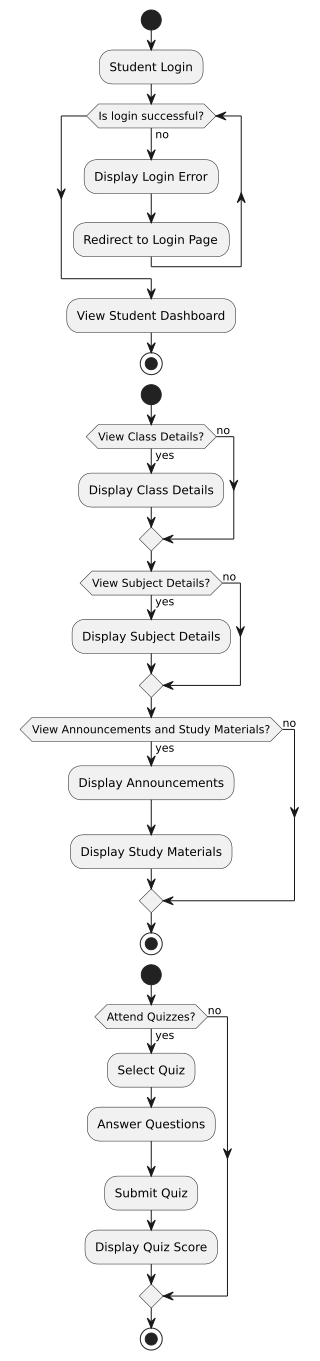 Student Login
Is login successful?
no
Display Login Error
Redirect to Login Page
View Student Dashboard
View Class Details?
no
yes
Display Class Details
View Subject Details?
no
yes
Display Subject Details
View Announcements and Study Materials?
no
yes
Display Announcements
Display Study Materials
Attend Quizzes?
no
yes
Select Quiz
Answer Questions
Submit Quiz
Display Quiz Score